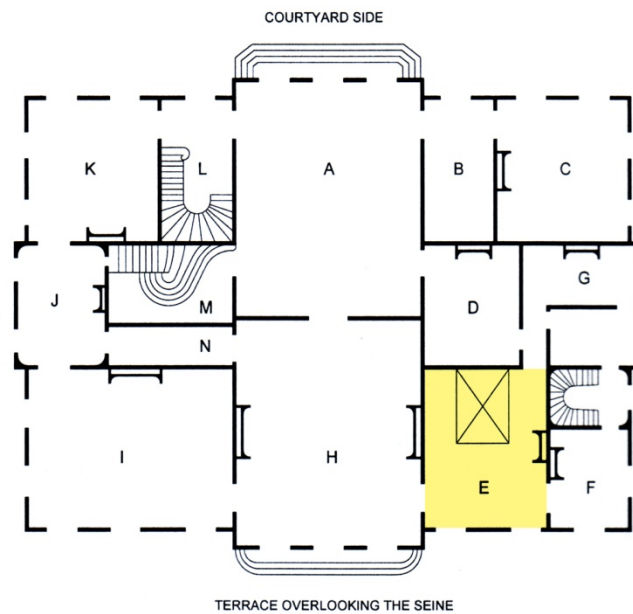 COURTYARD SIDE
K L A B C
G
J M D
N
I H E F
TERRACE OVERLOOKING THE SEINE